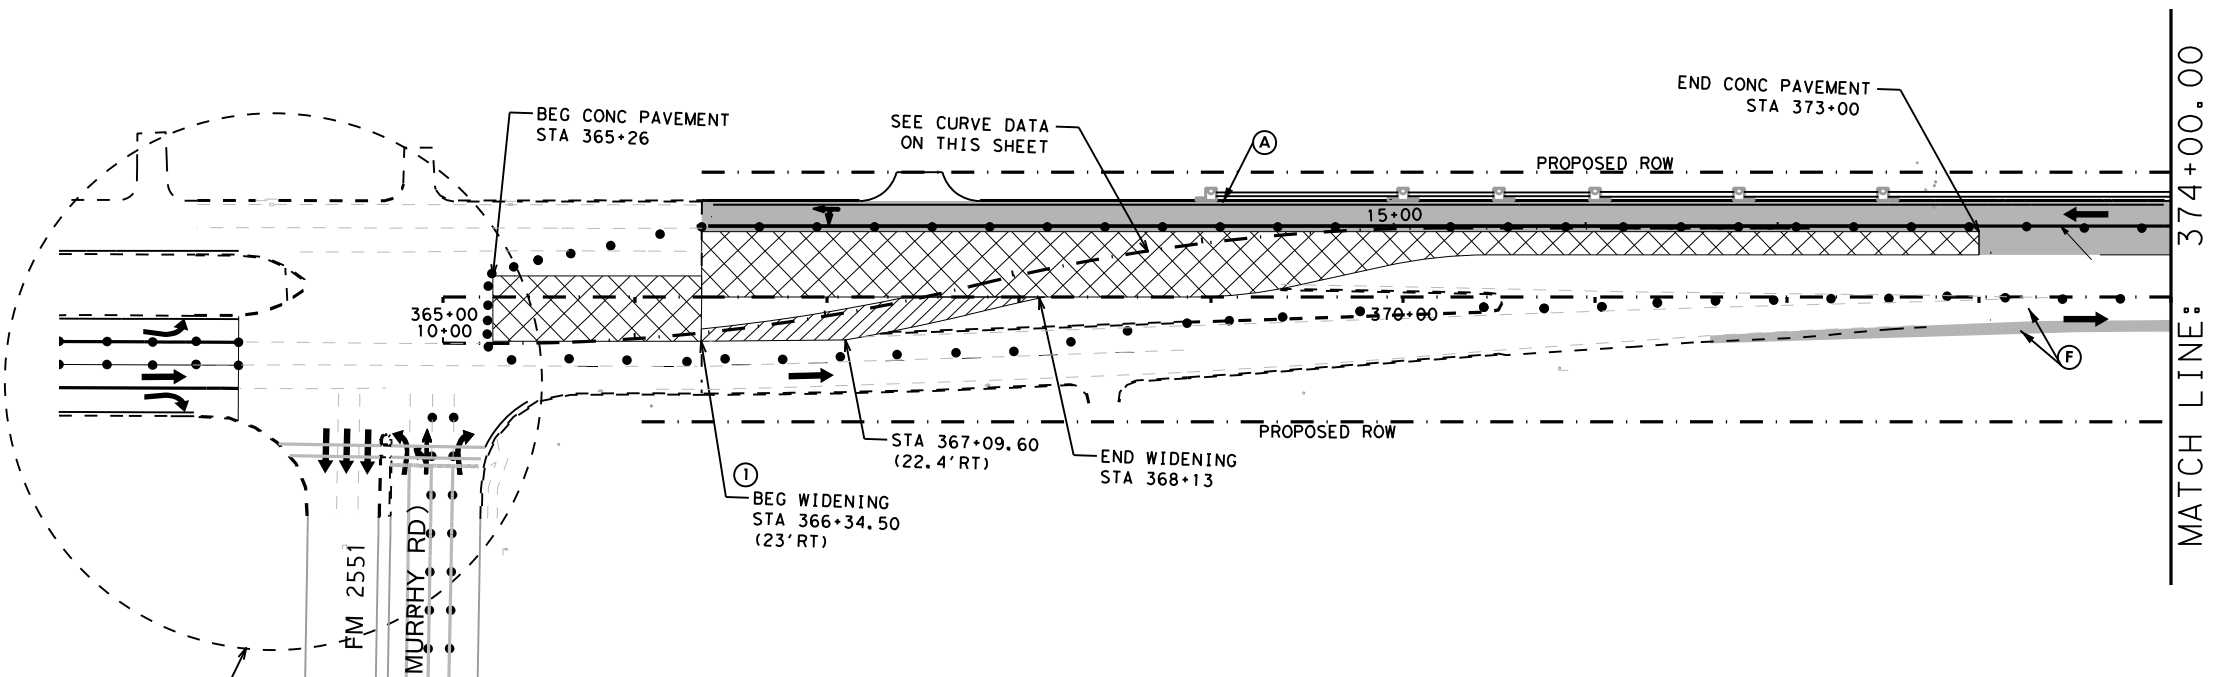 BEG CONC PAVEMENT
STA 365+26
SEE CURVE DATA
ON THIS SHEET
A
END CONC PAVEMENT
STA 373+00
PROPOSED ROW
15+00
365+00
10+00
370+00
F
MATCH LINE: 374+00.00
PROPOSED ROW
STA 367+09.60
(22.4'RT)
END WIDENING
STA 368+13
1
BEG WIDENING
STA 366+34.50
(23'RT)
FM 2551
MURPHY RD)